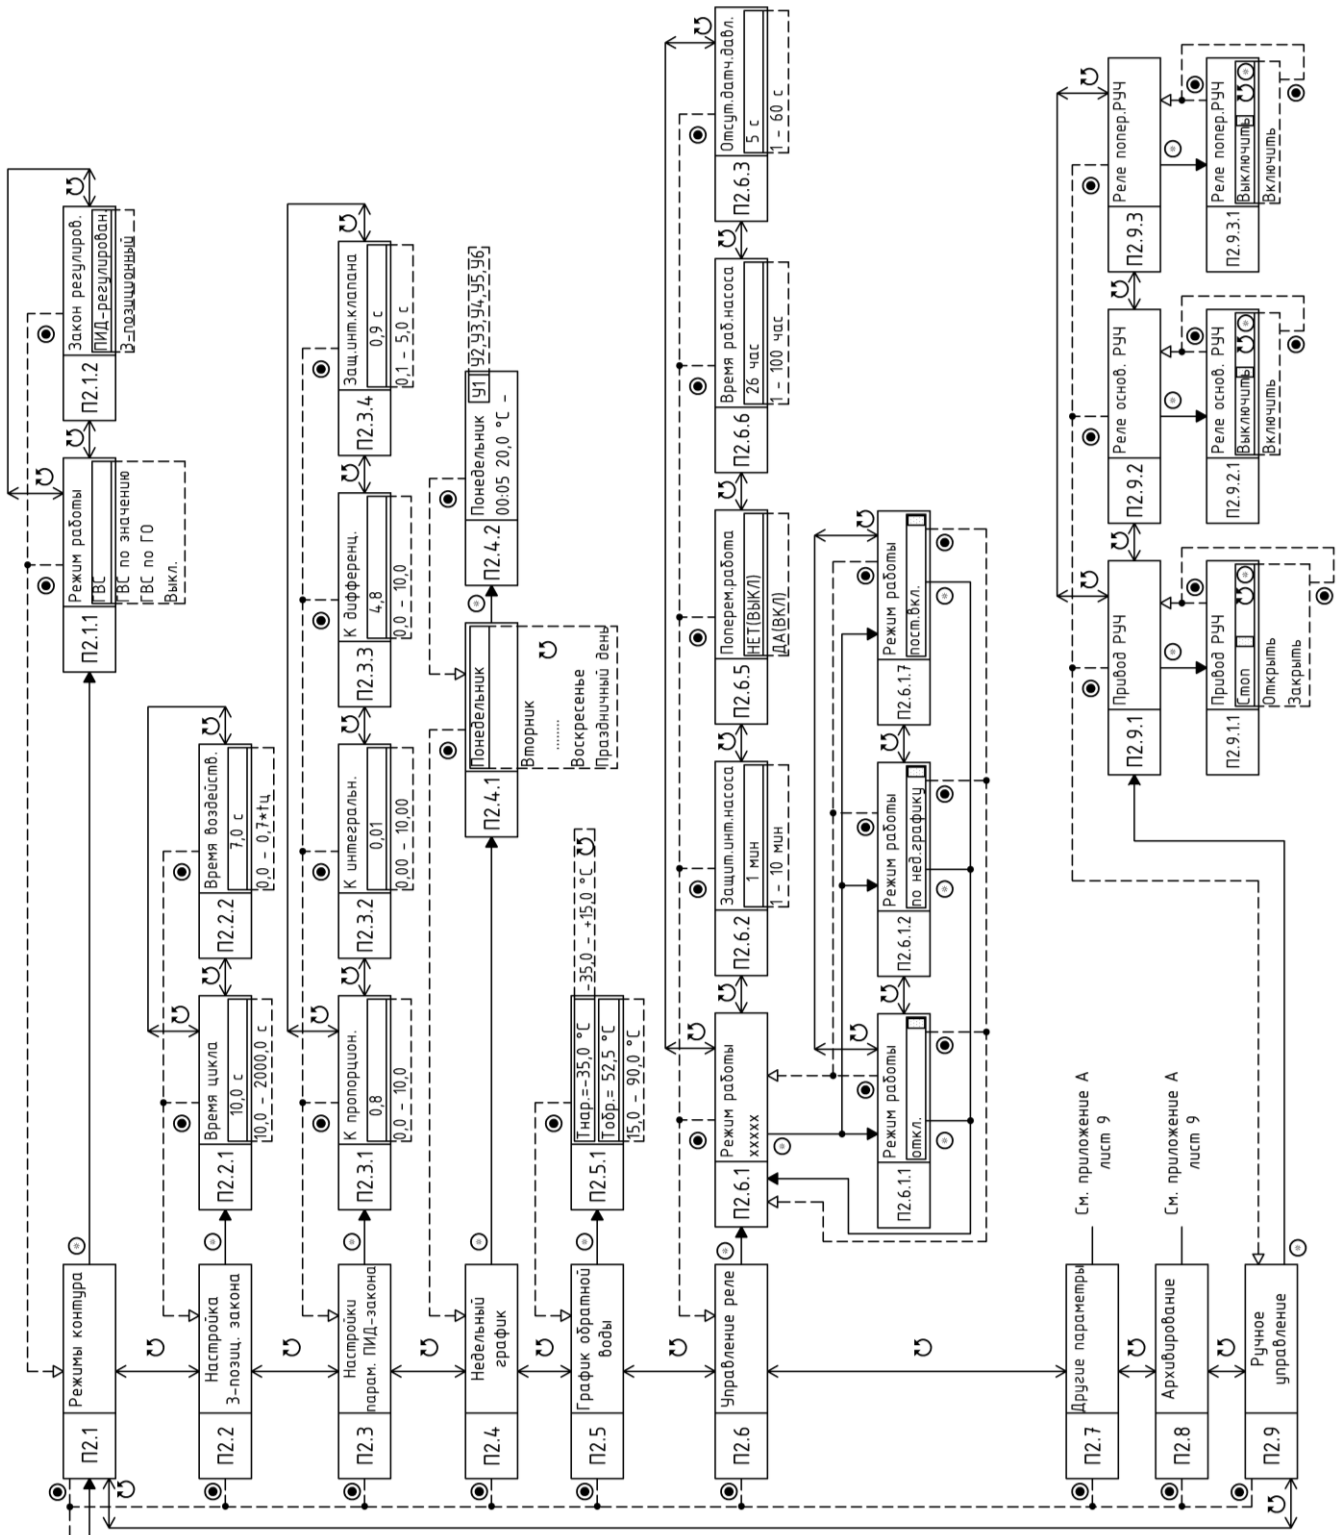 П2.1
Режимы контура
П2.1.1
Режим работы
ГВС
ГВС по значению
ГВС по ГО
Выкл.
П2.1.2
Закон регулиров.
ПИД-регулирован.
3-позиционный
П2.2
Настройка
3-позиц. закона
П2.2.1
Время цикла
10,0 с
10,0 - 2000,0 с
П2.2.2
Время воздейств.
7,0 с
0,0 - 0,7*tц
П2.3
Настройки
парам. ПИД-закона
П2.3.1
К пропорцион.
0,8
0,0 - 10,0
П2.3.2
К интегральн.
0,01
0,00 - 10,00
П2.3.3
К дифференц.
4,8
0,0 - 10,0
П2.3.4
Защ.инт.клапана
0,9 с
0,1 - 5,0 с
П2.4
Недельный
график
П2.4.1
Понедельник
Вторник
........
Воскресенье
Праздничный день
П2.4.2
Понедельник У1 У2,У3,У4,У5,У6
00:05 20,0 °С -
П2.5
График обратной
воды
П2.5.1
Тнар.=-35,0 °С -35,0 - +15,0 °С
Тобр.= 52,5 °С
15,0 - 90,0 °С
П2.6
Управление реле
П2.6.1
Режим работы
ххххх
П2.6.2
Защит.инт.насоса
1 мин
1 - 10 мин
П2.6.5
Поперем.работа
НЕТ(ВЫКЛ)
ДА(ВКЛ)
П2.6.6
Время раб.насоса
26 час
1 - 100 час
П2.6.3
Отсут.датч.давл.
5 с
1 - 60 с
П2.6.1.1
Режим работы
откл.
П2.6.1.2
Режим работы
по нед.графику
П2.6.1.7
Режим работы
пост.вкл.
П2.7
Другие параметры
См. приложение А
лист 9
П2.8
Архивирование
См. приложение А
лист 9
П2.9
Ручное
управление
П2.9.1
Привод РУЧ
П2.9.2
Реле основ. РУЧ
П2.9.3
Реле попер.РУЧ
П2.9.1.1
Привод РУЧ
Стоп
Открыть
Закрыть
П2.9.2.1
Реле основ. РУЧ
Выключить
Включить
П2.9.3.1
Реле попер.РУЧ
Выключить
Включить